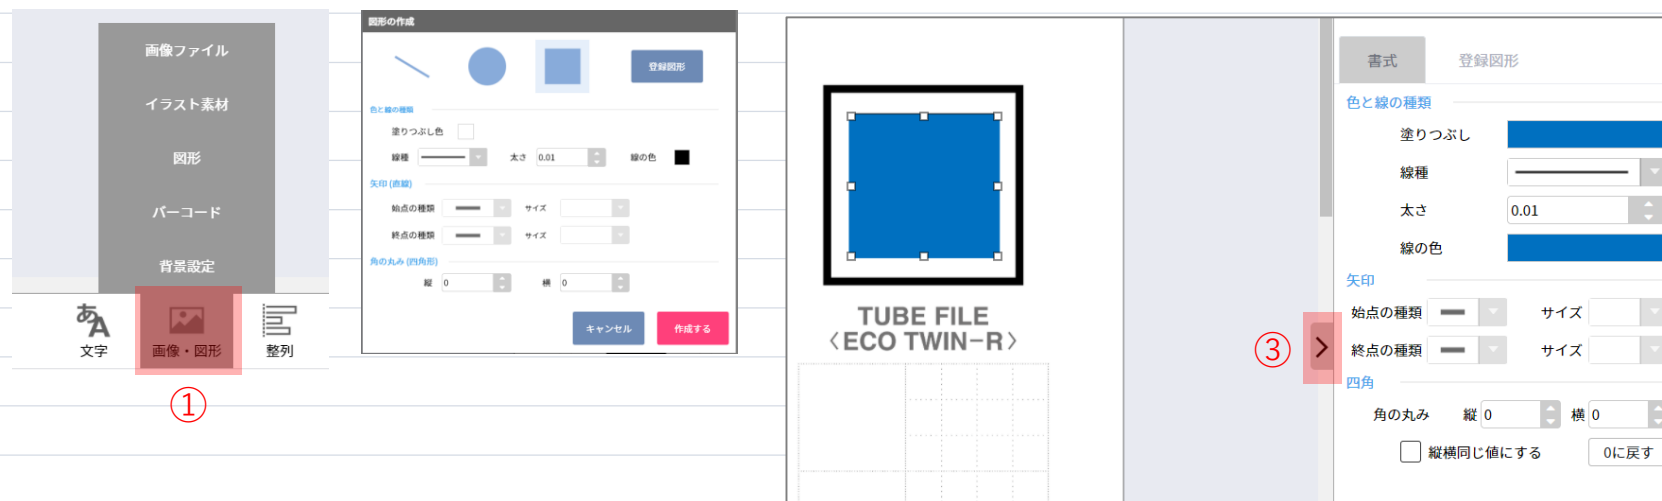 画像ファイル
イラスト素材
図形
バーコード
背景設定
文字
画像・図形
整列
①
図形の作成
登録図形
色と線の種類
塗りつぶし色
線種
太さ 0.01
線の色
矢印 (直線)
始点の種類
サイズ
終点の種類
サイズ
角の丸み (四角形)
縦 0
横 0
キャンセル
作成する
TUBE FILE
〈ECO TWIN-R〉
③
書式
登録図形
色と線の種類
塗りつぶし
線種
太さ
0.01
線の色
矢印
始点の種類
サイズ
終点の種類
サイズ
四角
角の丸み 縦 0 横 0
縦横同じ値にする
0に戻す